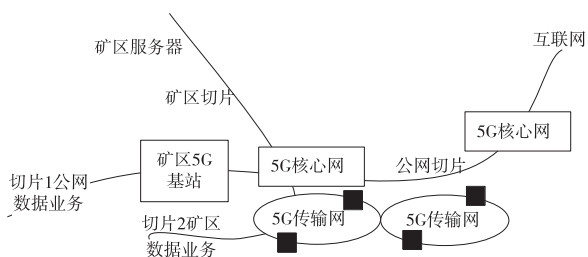 互联网
矿区服务器
矿区切片
5G核心网
矿区5G
基站
5G核心网
公网切片
切片1公网
数据业务
切片2矿区
数据业务
5G传输网
5G传输网